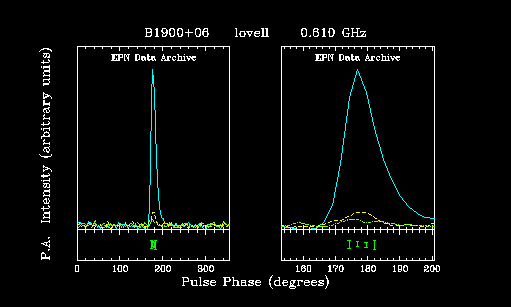 B1900+06 lovell 0.610 GHz
EPN Data Archive EPN Data Archive
P.A. Intensity (arbitrary units)
0 100 200 300 160 170 180 190 200
Pulse Phase (degrees)